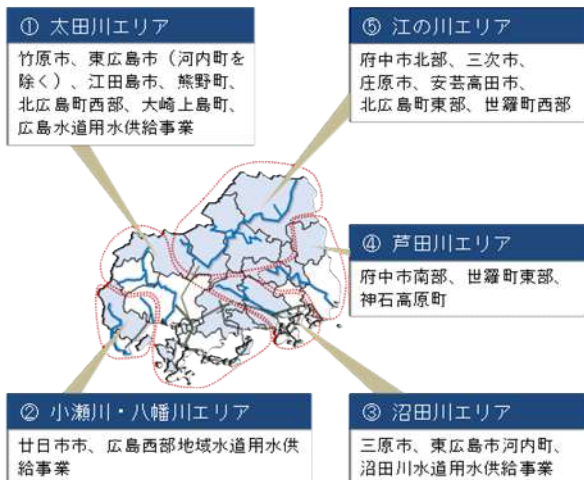 ① 太田川エリア
竹原市、東広島市（河内町を
除く）、江田島市、熊野町、
北広島町西部、大崎上島町、
広島水道用水供給事業
⑤ 江の川エリア
府中市北部、三次市、
庄原市、安芸高田市、
北広島町東部、世羅町西部
④ 芦田川エリア
府中市南部、世羅町東部、
神石高原町
② 小瀬川・八幡川エリア
廿日市市、広島西部地域水道用水供
給事業
③ 沼田川エリア
三原市、東広島市河内町、
沼田川水道用水供給事業